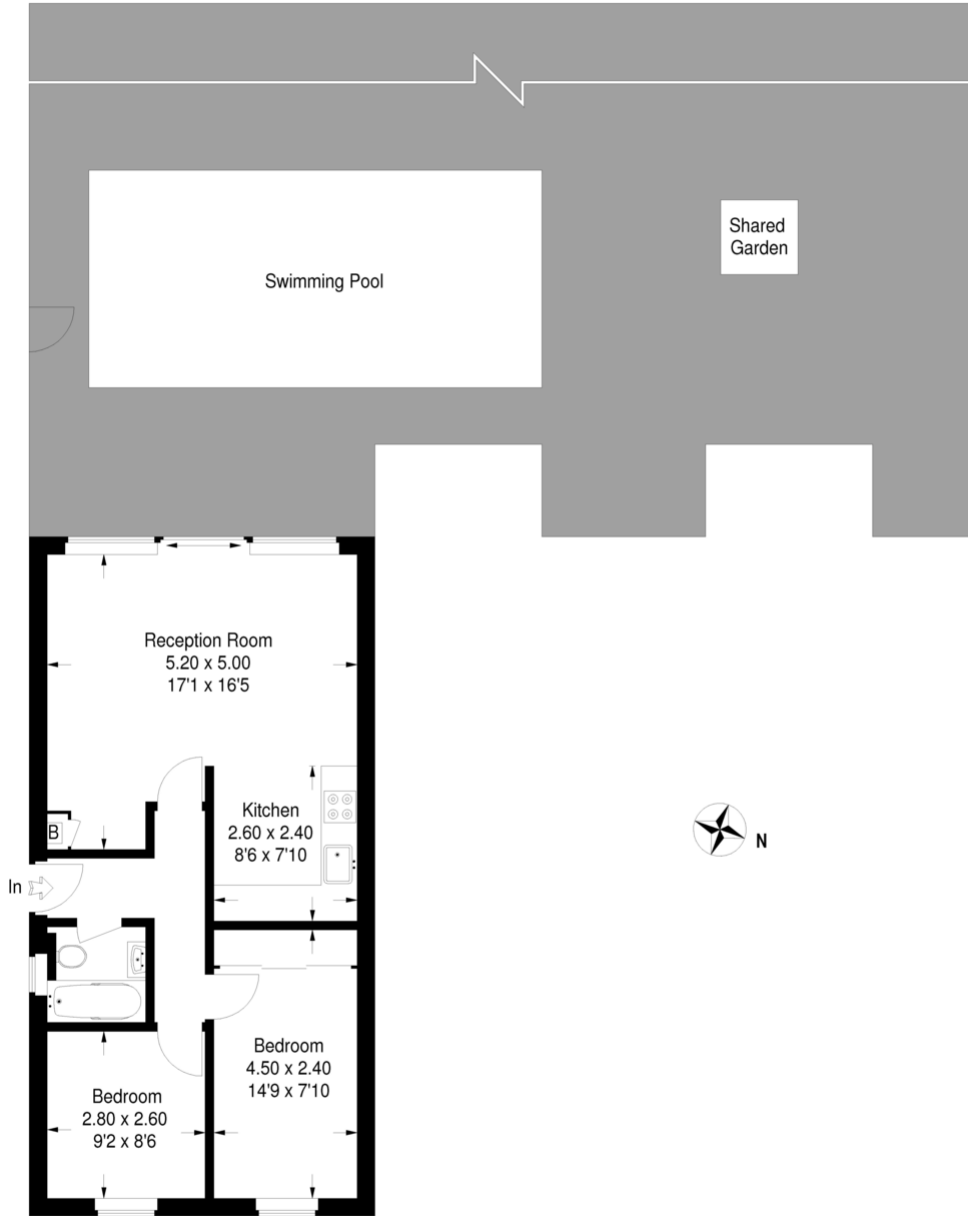 Swimming Pool
Shared
Garden
Reception Room
5.20 x 5.00
17'1 x 16'5
B
Kitchen
2.60 x 2.40
8'6 x 7'10
N
In
Bedroom
4.50 x 2.40
14'9 x 7'10
Bedroom
2.80 x 2.60
9'2 x 8'6